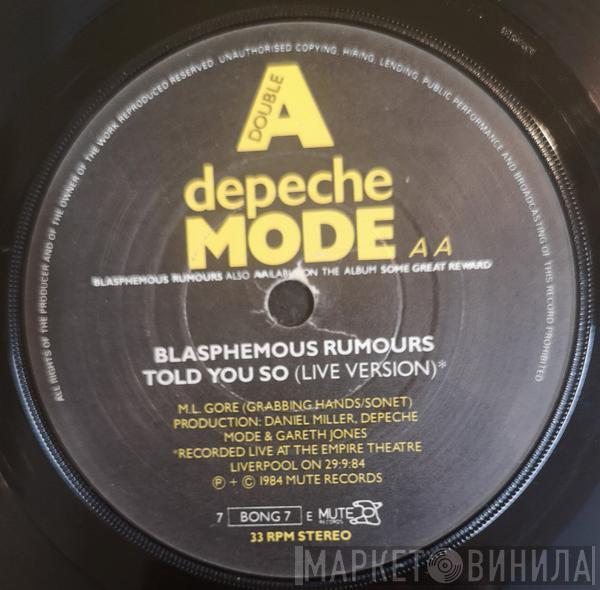 ALL RIGHTS OF THE PRODUCER AND OF THE OWNER OF THE WORK REPRODUCED RESERVED. UNAUTHORISED COPYING, HIRING, LENDING, PUBLIC PERFORMANCE AND BROADCASTING OF THIS RECORD PROHIBITED
A
DOUBLE
depeche
MODE AA
BLASPHEMOUS RUMOURS ALSO AVAILABLE ON THE ALBUM SOME GREAT REWARD
BLASPHEMOUS RUMOURS
TOLD YOU SO (LIVE VERSION)*
M.L. GORE (GRABBING HANDS/SONET)
PRODUCTION: DANIEL MILLER, DEPECHE
MODE & GARETH JONES
*RECORDED LIVE AT THE EMPIRE THEATRE
LIVERPOOL ON 29:9:84
℗ + © 1984 MUTE RECORDS
7 BONG 7 E MUTE
RECORDS
33 RPM STEREO
МАРКЕТ ВИНИЛА